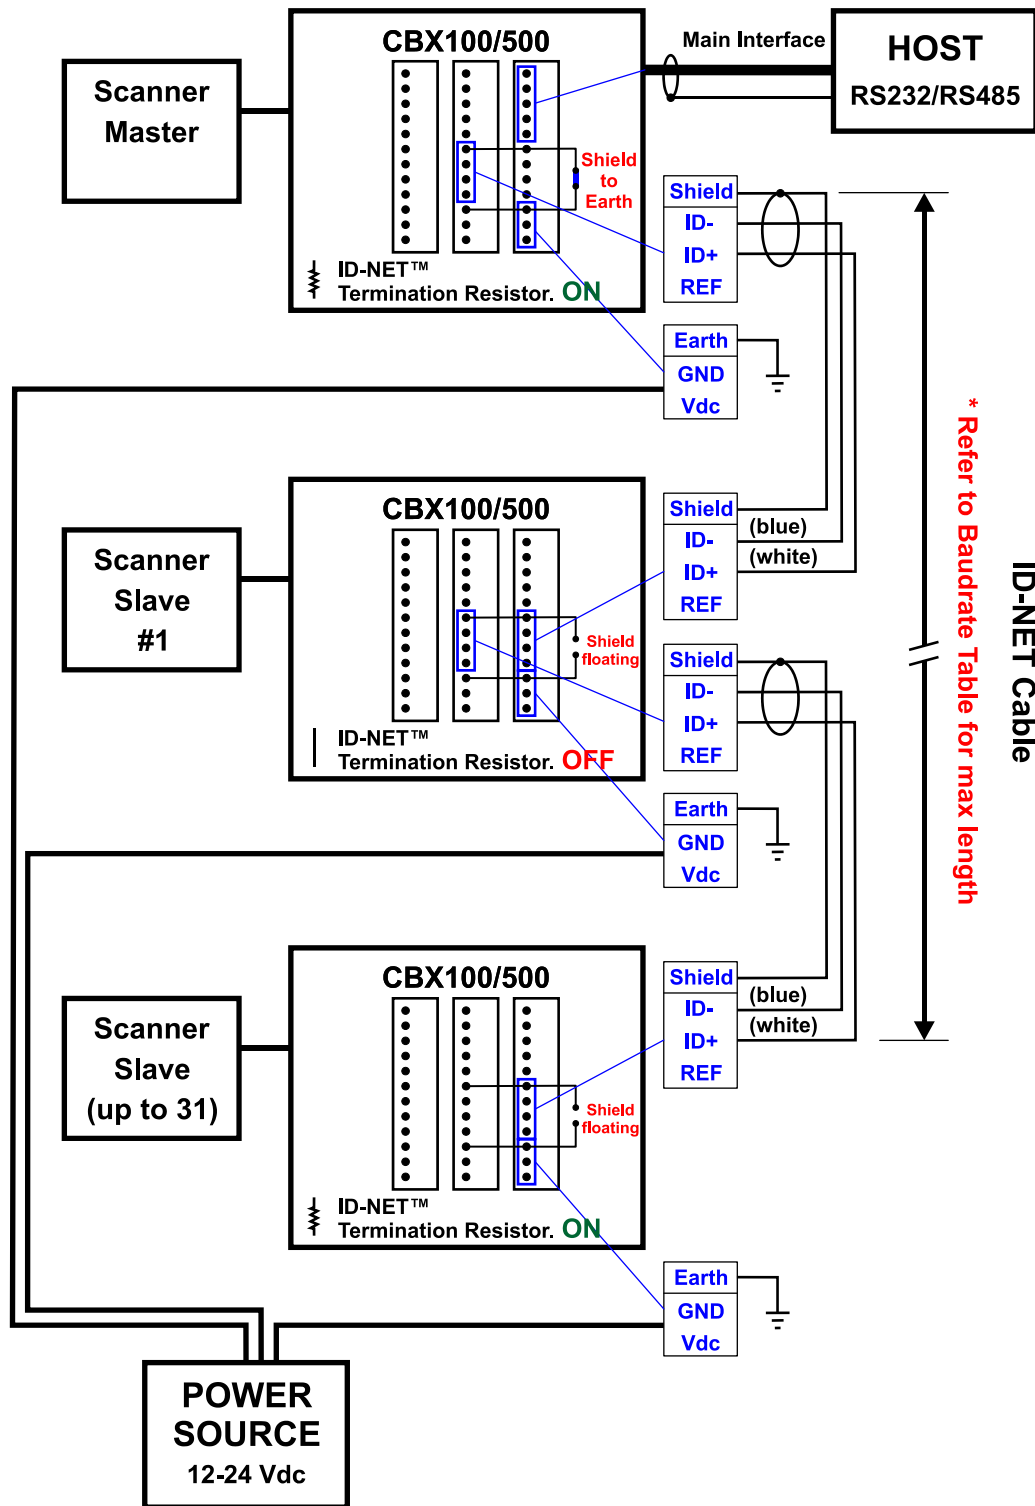 CBX100/500
Main Interface
HOST
RS232/RS485
Scanner
Master
Shield
to
Earth
ID-NET™
Termination Resistor. ON
Shield
ID-
ID+
REF
Earth
GND
Vdc
CBX100/500
Scanner
Slave
#1
Shield
floating
ID-NET™
Termination Resistor. OFF
Shield
ID-
(blue)
ID+
(white)
REF
Shield
ID-
ID+
REF
Earth
GND
Vdc
* Refer to Baudrate Table for max length
ID-NET Cable
CBX100/500
Scanner
Slave
(up to 31)
Shield
floating
ID-NET™
Termination Resistor. ON
Shield
ID-
(blue)
ID+
(white)
REF
Earth
GND
Vdc
POWER
SOURCE
12-24 Vdc